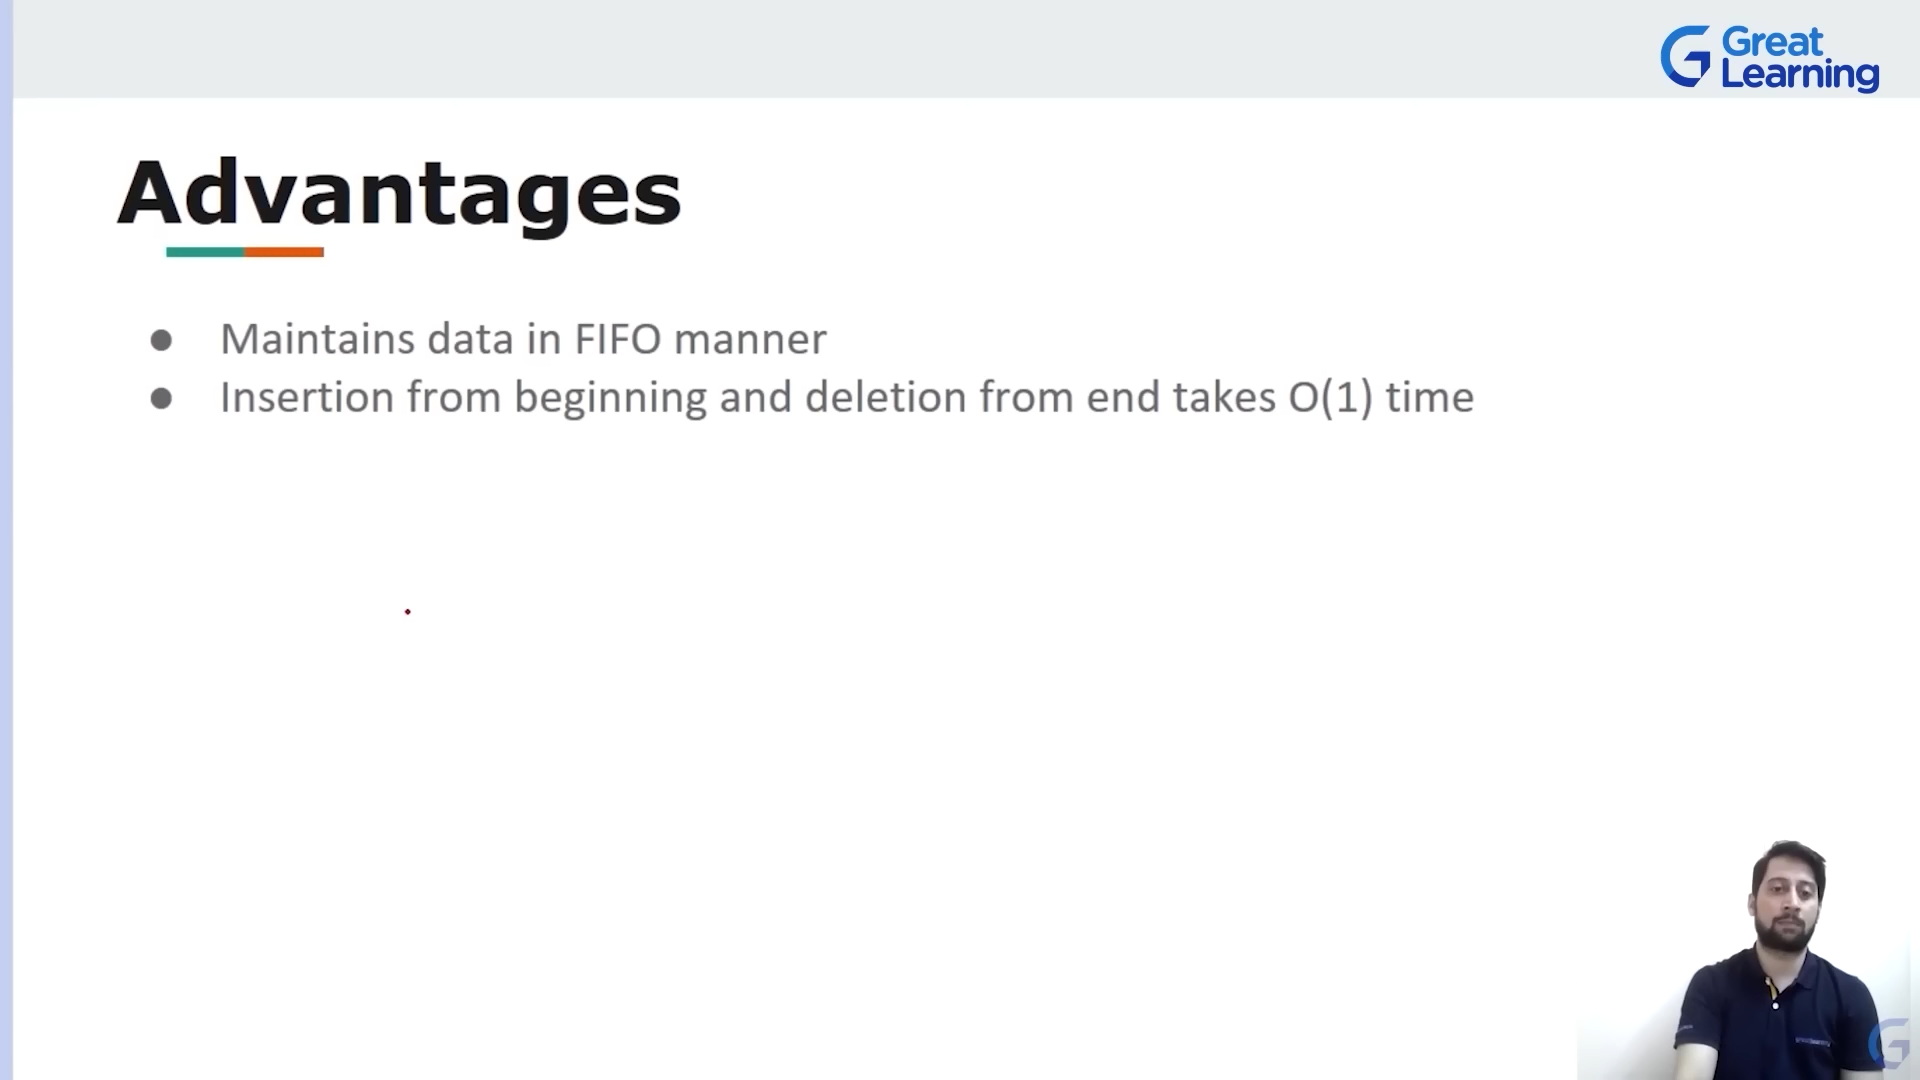 Great
Learning
Advantages
● Maintains data in FIFO manner
● Insertion from beginning and deletion from end takes O(1) time